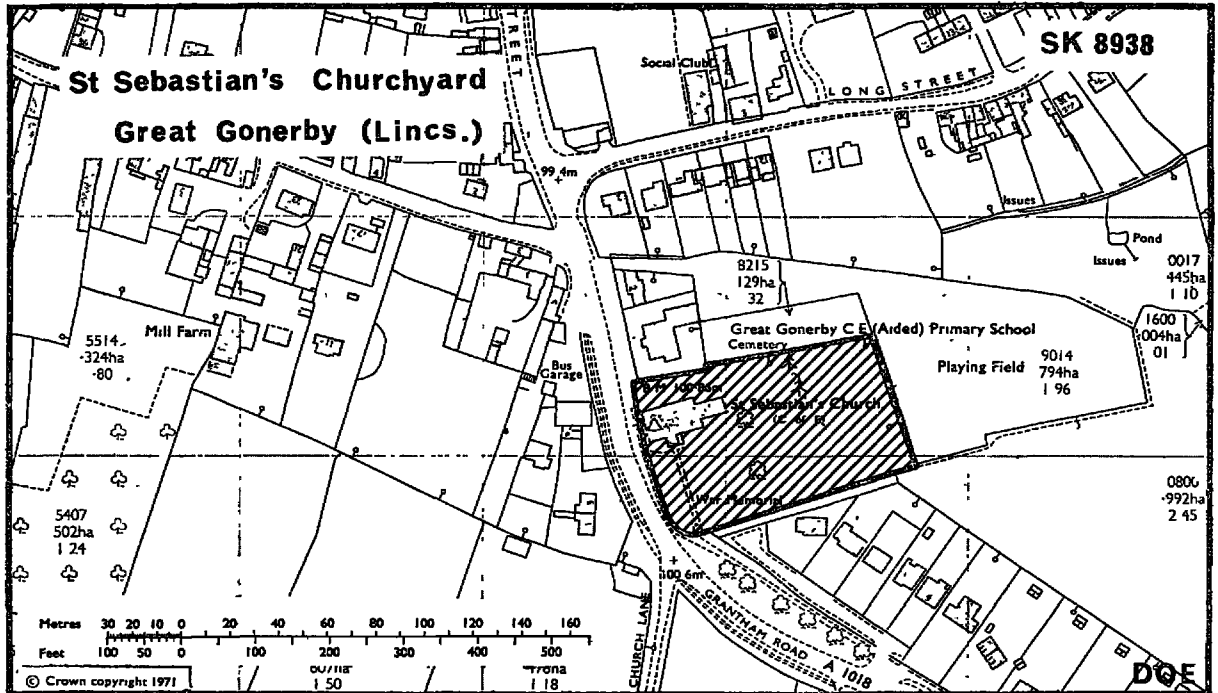 St Sebastian's Churchyard
Great Gonerby (Lincs.)
SK 8938
STREET
Social Club
LONG STREET
99.4m
Issues
Pond
Issues
0017
445ha
1 10
1600
004ha
01
8215
129ha
32
Mill Farm
5514
-324ha
-80
Bus
Garage
Great Gonerby C E (Aided) Primary School
Cemetery
Playing Field
9014
794ha
1 96
St Sebastian's Church
(C of E)
War Memorial
5407
502ha
1 24
-992ha
2 45
100.6m
GRANTHAM ROAD A 1018
CHURCH LANE
Metres 30 20 10 0 20 40 60 80 100 120 140 160
Feet 100 50 0 100 200 300 400 500
© Crown copyright 1971
1 50
1 18
DOE